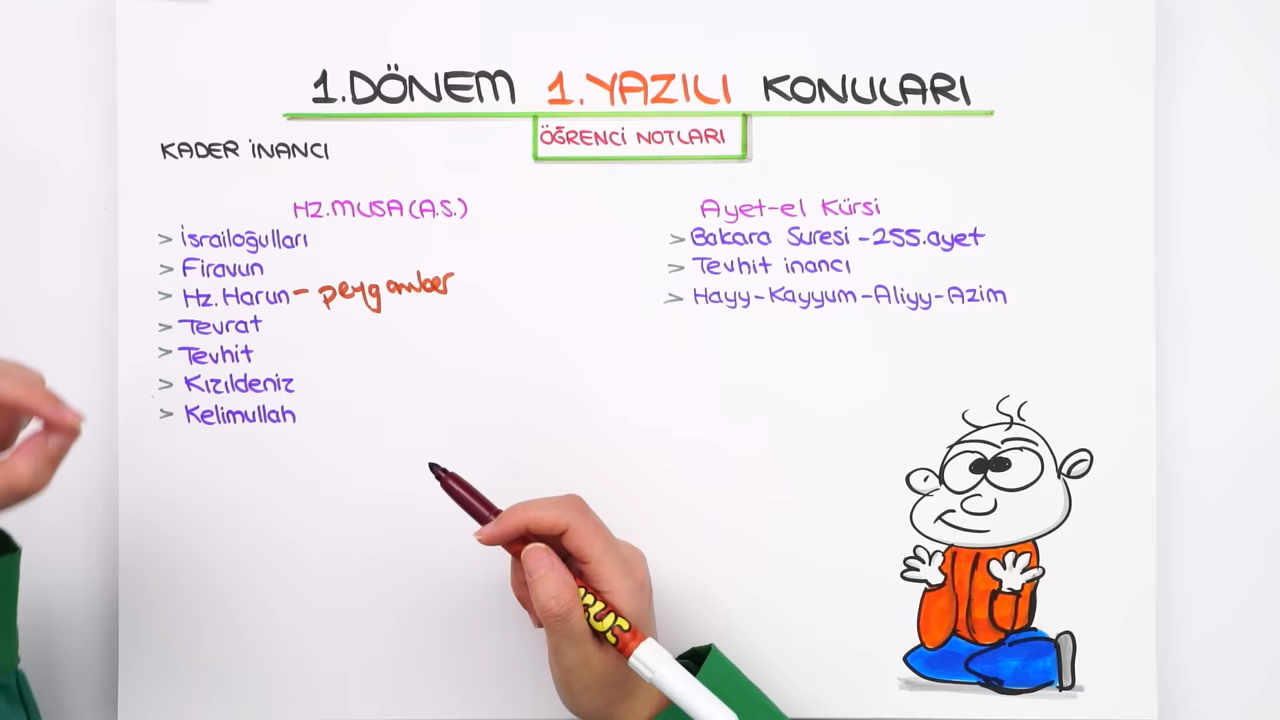 1.DÖNEM 1.YAZILI KONULARI
ÖĞRENCİ NOTLARI
KADER İNANCI
HZ.MUSA(A.S.)
> İsrailoğulları
> Firavun
> Hz. Harun- peygamber
> Tevrat
> Tevhit
> Kızıldeniz
> Kelimullah
Ayet-el Kürsi
> Bakara Suresi -255.ayet
> Tevhit inancı
> Hayy-Kayyum-Aliyy-Azim